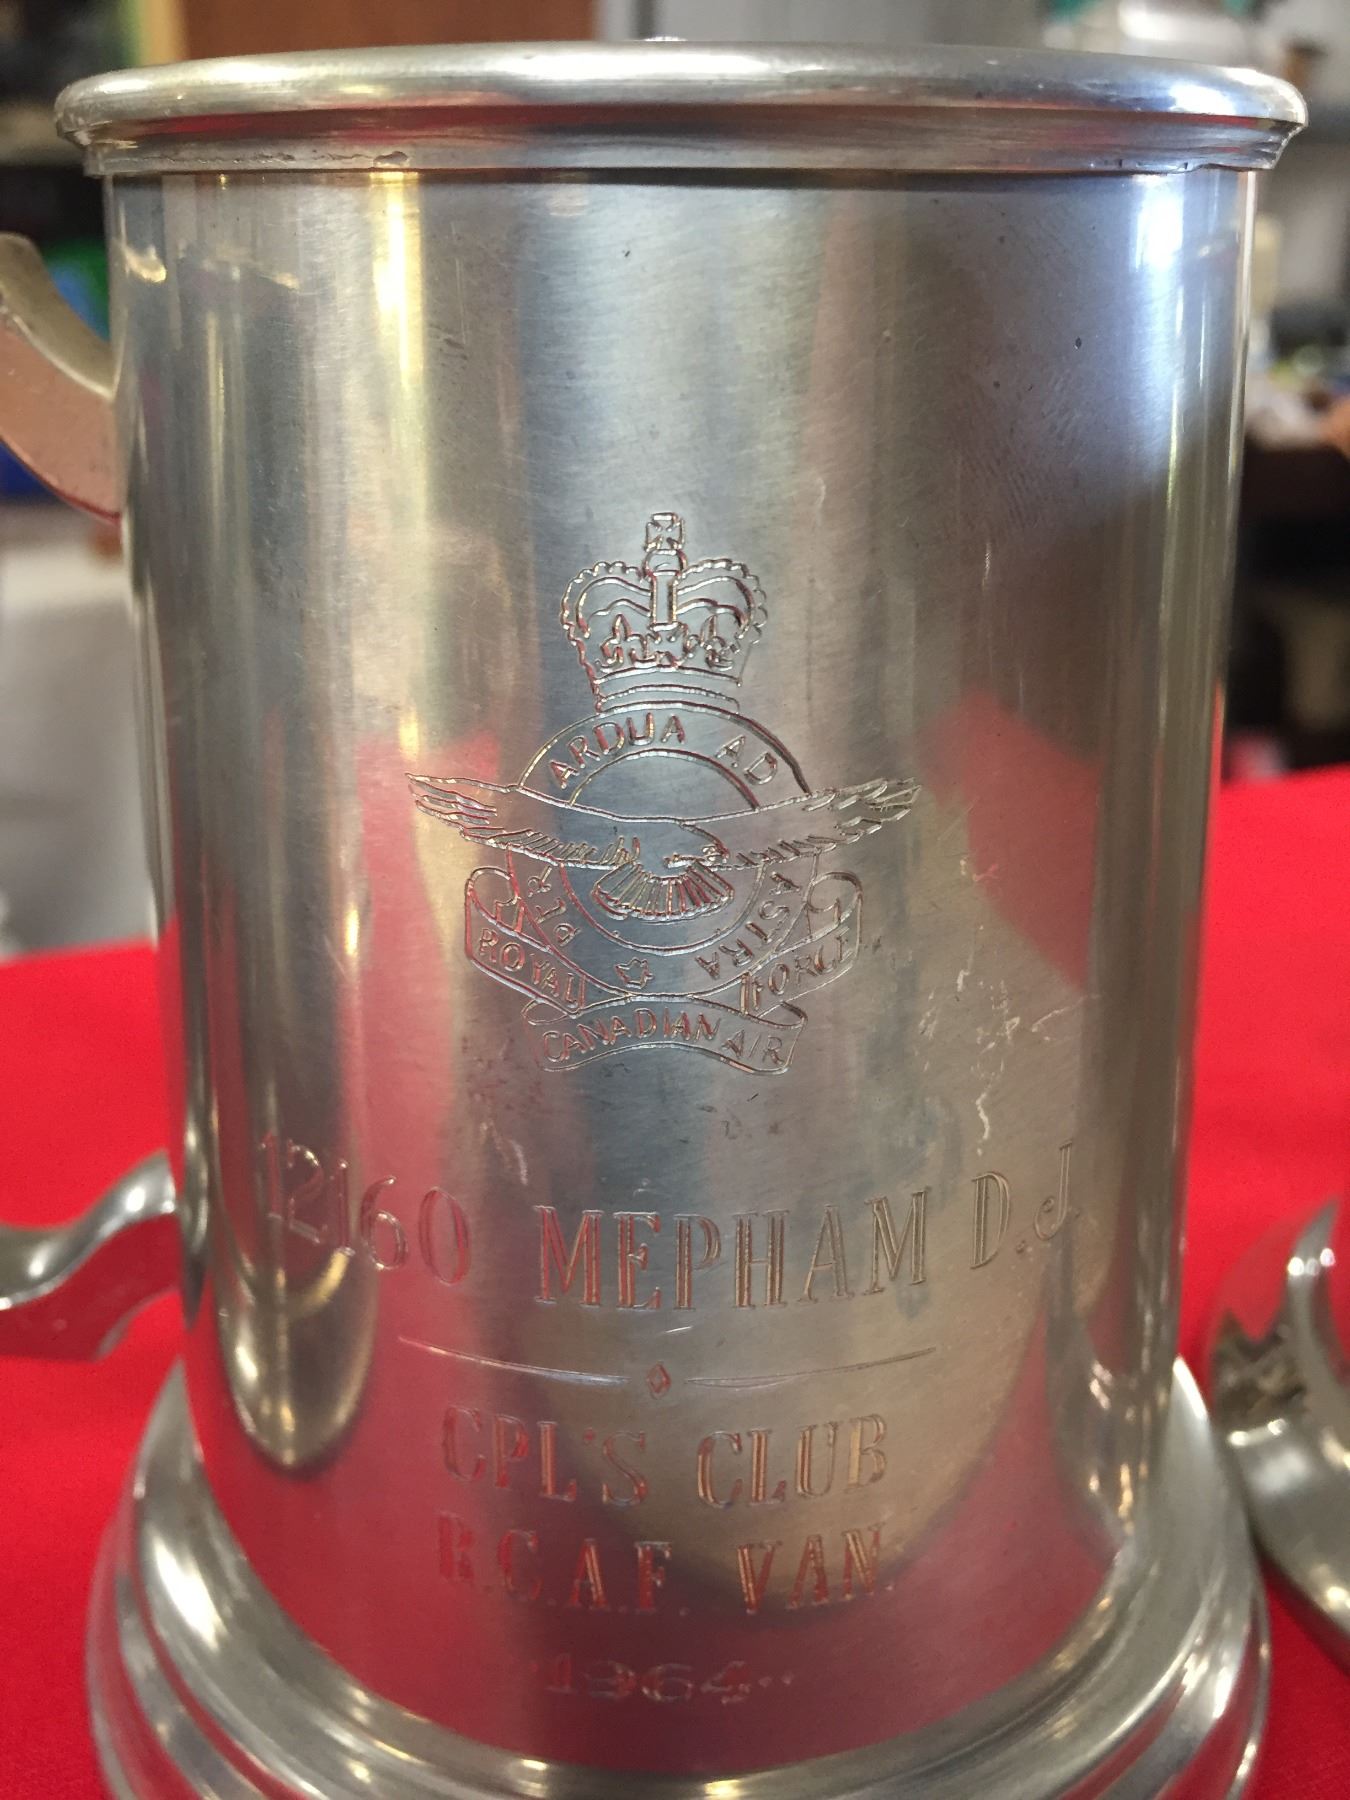 ARDUA AD
PER
ASTRA
ROYAL
FORCE
CANADIAN AIR
12160 MEPHAM D.J.
CPL'S CLUB
R.C.A.F. VAN.
1964